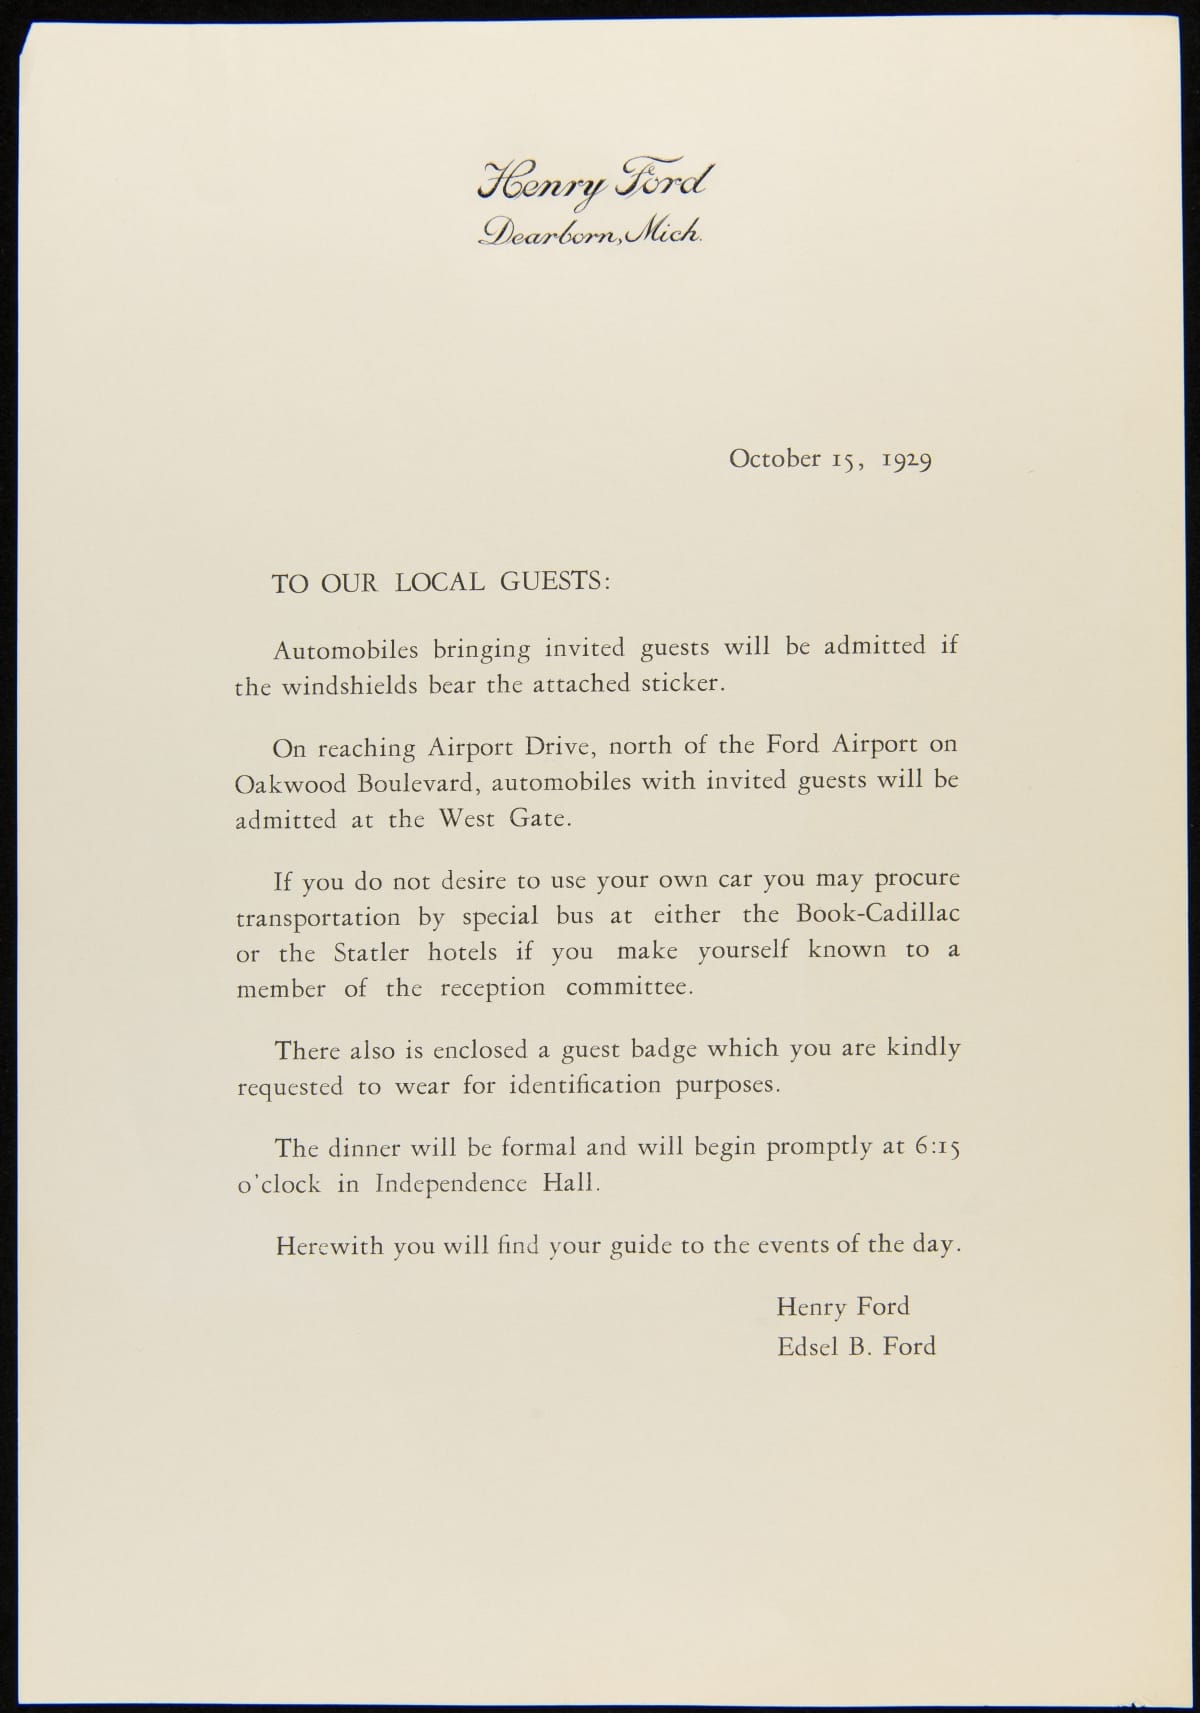 Henry Ford
Dearborn, Mich.
October 15, 1929
TO OUR LOCAL GUESTS:
Automobiles bringing invited guests will be admitted if
the windshields bear the attached sticker.
On reaching Airport Drive, north of the Ford Airport on
Oakwood Boulevard, automobiles with invited guests will be
admitted at the West Gate.
If you do not desire to use your own car you may procure
transportation by special bus at either the Book-Cadillac
or the Statler hotels if you make yourself known to a
member of the reception committee.
There also is enclosed a guest badge which you are kindly
requested to wear for identification purposes.
The dinner will be formal and will begin promptly at 6:15
o'clock in Independence Hall.
Herewith you will find your guide to the events of the day.
Henry Ford
Edsel B. Ford